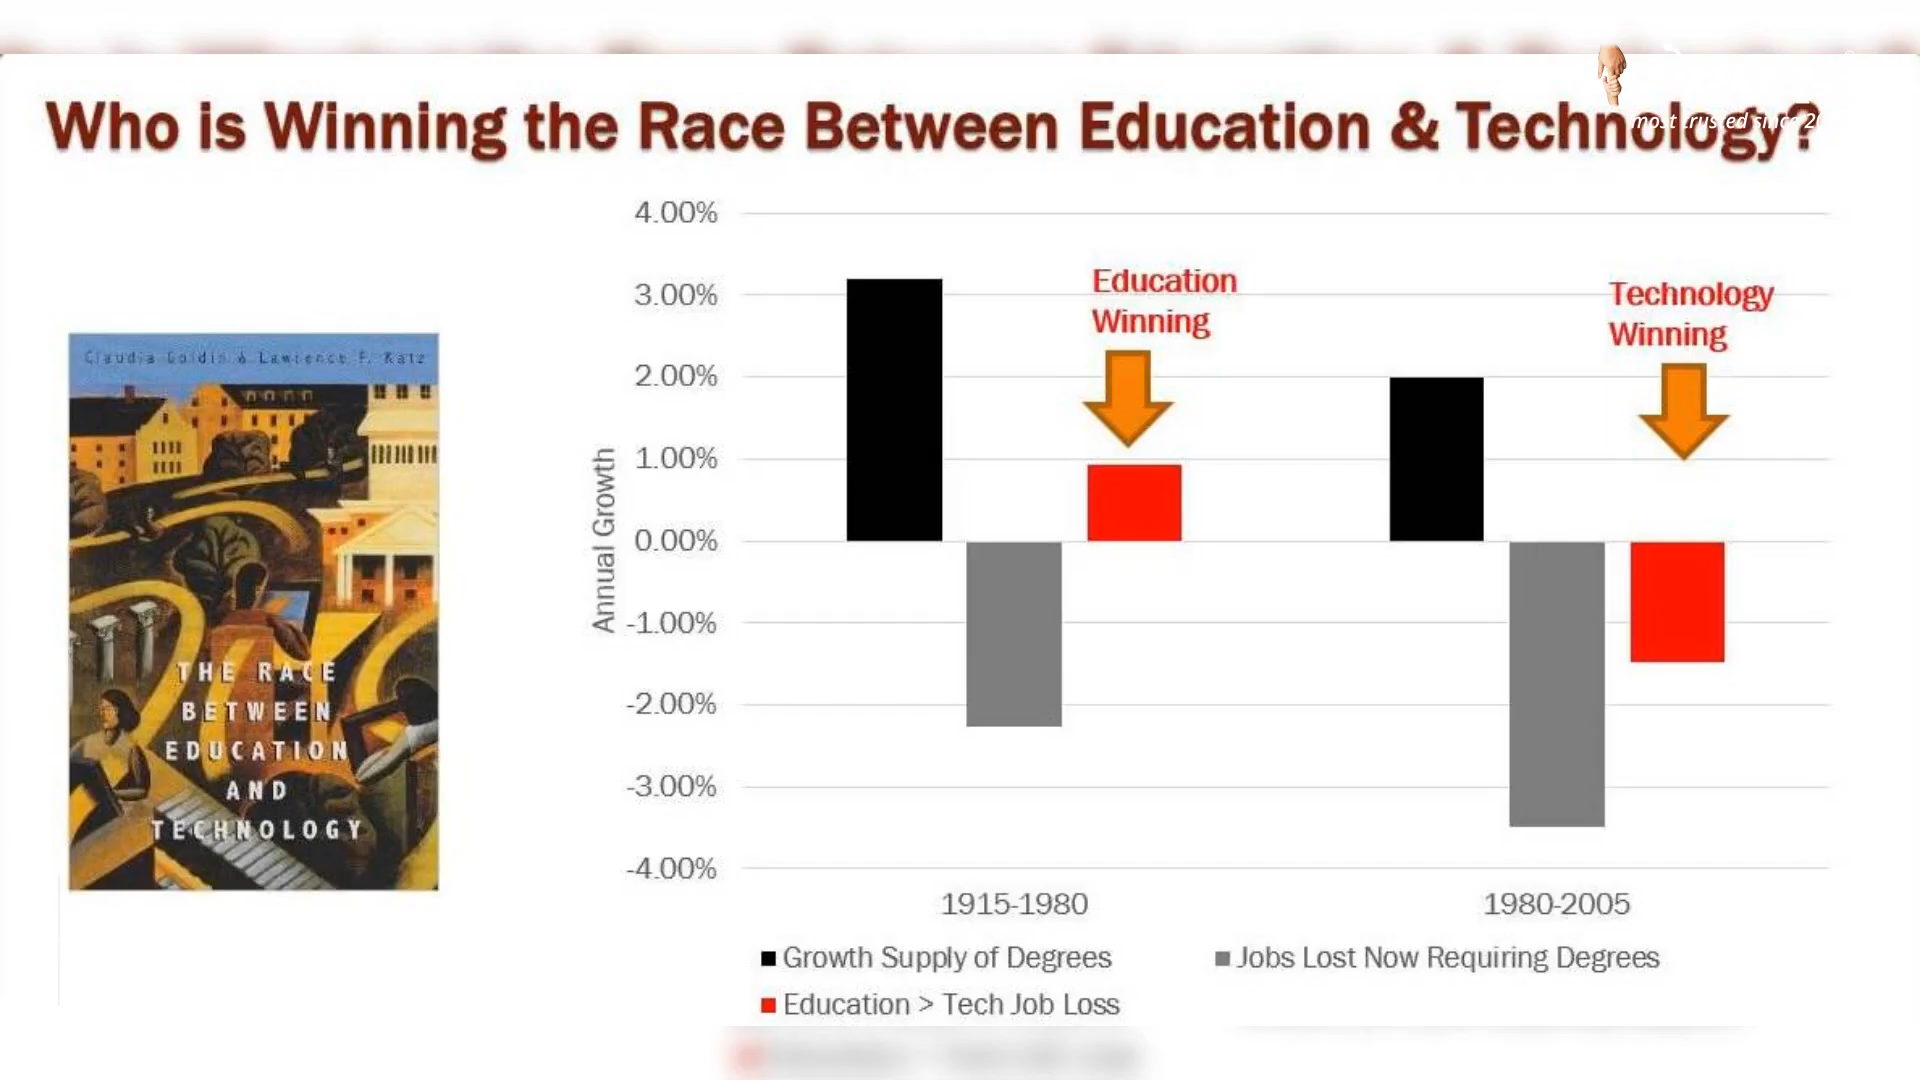 Who is Winning the Race Between Education & Technology?
most trusted since
4.00%
3.00%
2.00%
1.00%
0.00%
-1.00%
-2.00%
-3.00%
-4.00%
Annual Growth
Education
Winning
Technology
Winning
1915-1980
1980-2005
Growth Supply of Degrees
Jobs Lost Now Requiring Degrees
Education > Tech Job Loss
Claudia Goldin & Lawrence F. Katz
THE RACE
BETWEEN
EDUCATION
AND
TECHNOLOGY